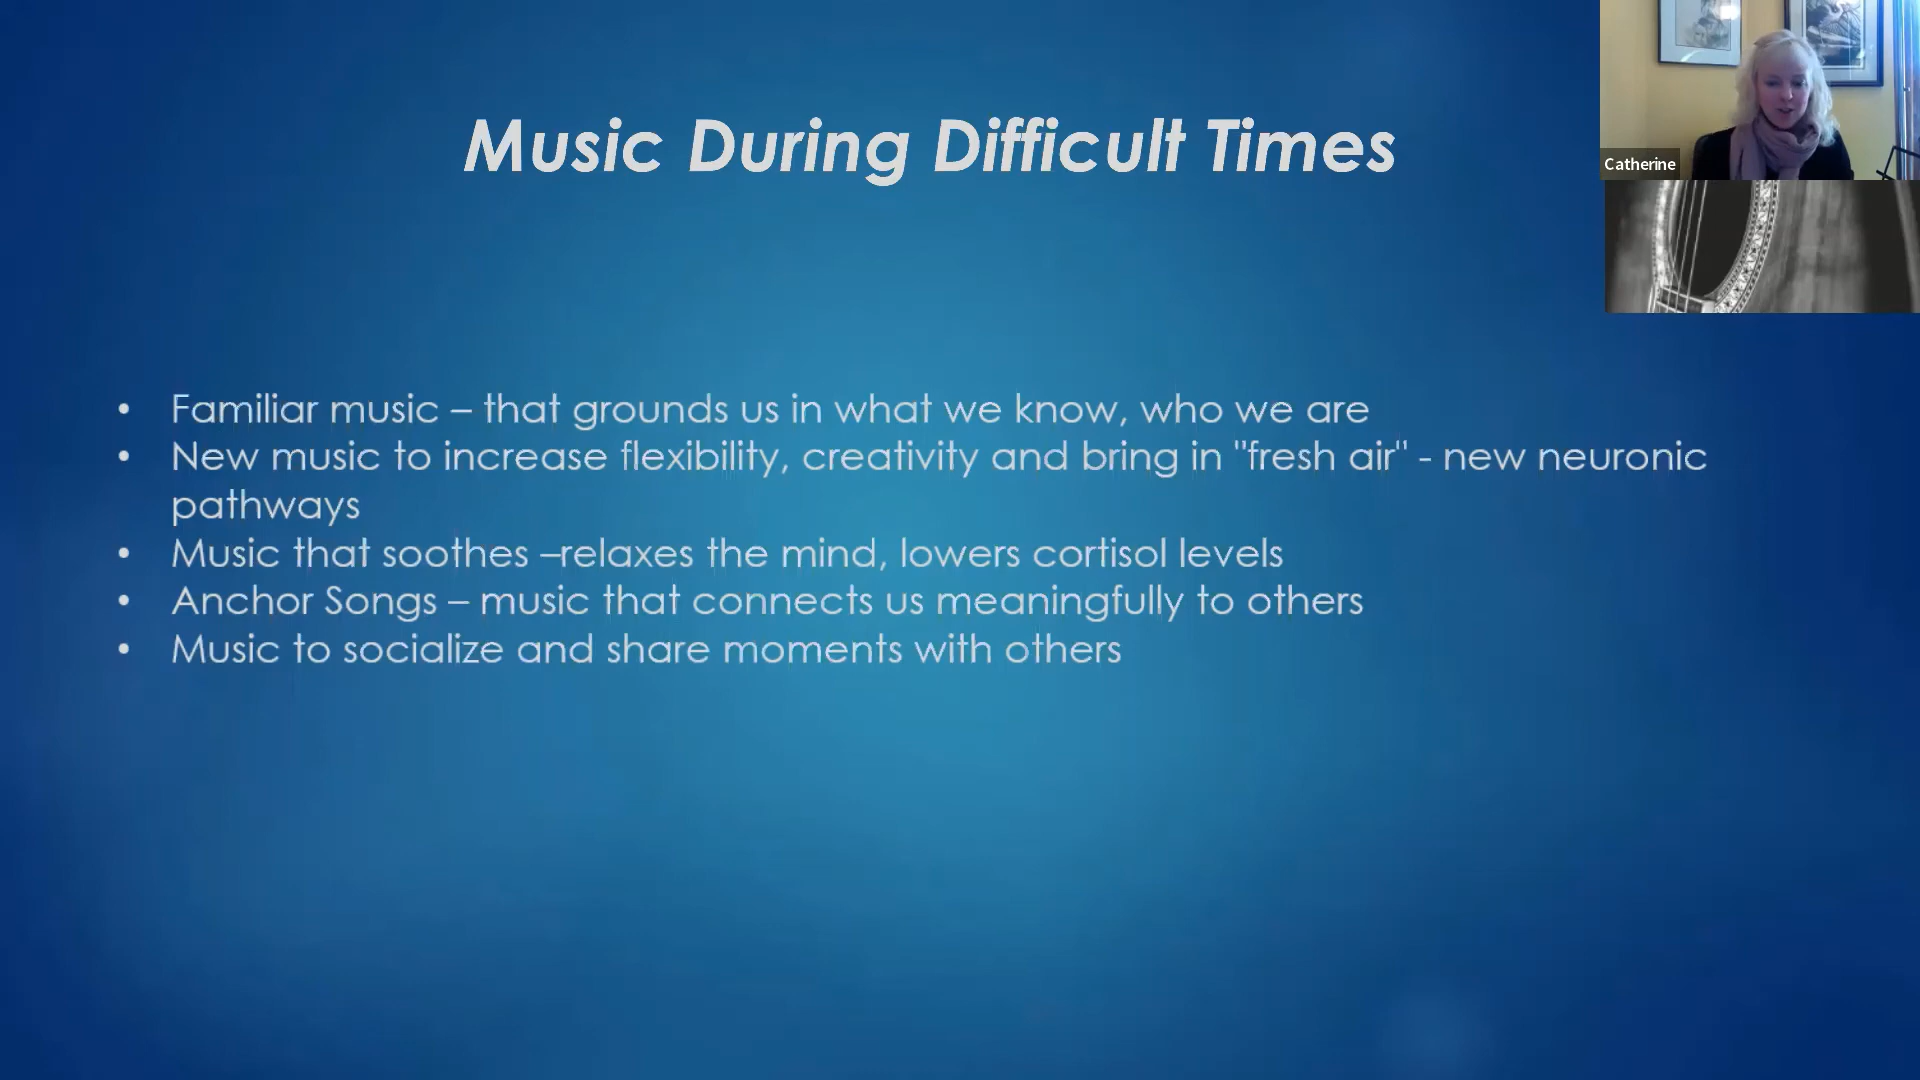 Music During Difficult Times
Catherine
• Familiar music – that grounds us in what we know, who we are
• New music to increase flexibility, creativity and bring in "fresh air" - new neuronic
pathways
• Music that soothes –relaxes the mind, lowers cortisol levels
• Anchor Songs – music that connects us meaningfully to others
• Music to socialize and share moments with others